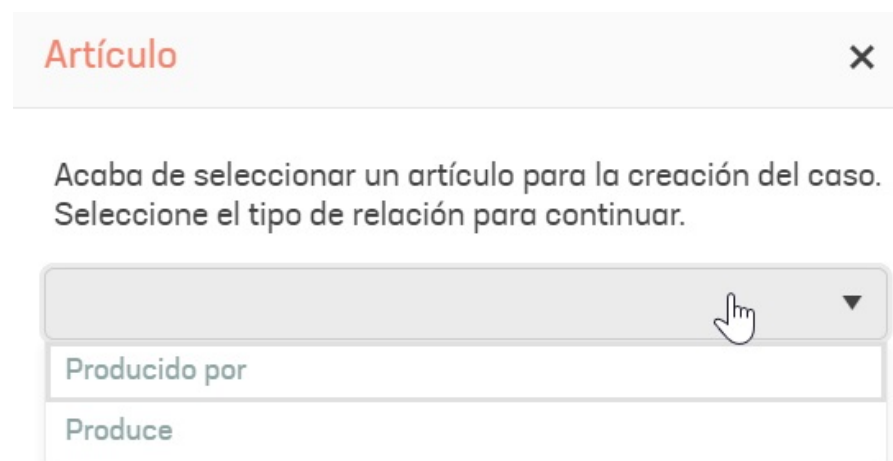 Artículo
Acaba de seleccionar un artículo para la creación del caso.
Seleccione el tipo de relación para continuar.
Producido por
Produce